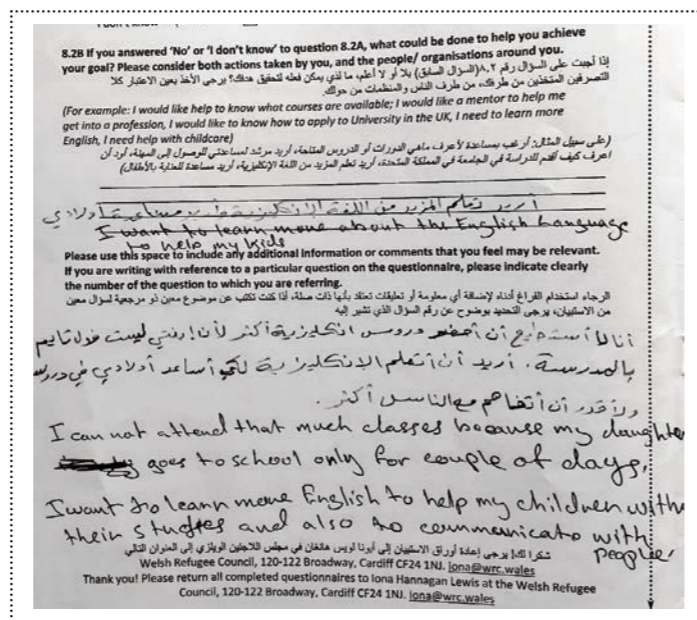 8.2B If you answered 'No' or 'I don't know' to question 8.2A, what could be done to help you achieve
your goal? Please consider both actions taken by you, and the people/ organisations around you.
إذا أجبت على السؤال رقم ٨،٢ (السؤال السابق) بلا أو لا أعلم، ما لذي يمكن فعله لتحقيق هدفك؟ يرجى الأخذ بعين الاعتبار كلا
التصرفين المتخذين من طرفك، من طرف الناس والمنظمات من حولك.
(For example: I would like help to know what courses are available; I would like a mentor to help me
get into a profession, I would like to know how to apply to University in the UK, I need to learn more
English, I need help with childcare)
(على سبيل المثال: أرغب بمساعدة لأعرف ماهي الدورات أو الدروس المتاحة، أريد مرشد لمساعدتي للوصول إلى المهنة، أرد أن
اعرف كيف أقدم للدراسة في الجامعة في المملكة المتحدة، أريد تعلم المزيد من اللغة الإنكليزية، أريد مساعدة للعناية بالأطفال)
أريد تعلم المزيد من اللغة الإنكليزية اولادي
I want to learn more about the English Language
to help my kids
Please use this space to include any additional information or comments that you feel may be relevant.
If you are writing with reference to a particular question on the questionnaire, please indicate clearly
the number of the question to which you are referring.
الرجاء استخدام الفراغ أدناه لإضافة أي معلومة أو تعليقات تعتقد بأنها ذات صلة، أذا كنت تكتب عن موضوع معين ذو مرجعية لسؤال معين
من الاستبيان، يرجى التحديد بوضوح عن رقم السؤال الذي تشير إليه
أنا لا أستطيع أن أحضر دروس انكليزية أكثر لأن إبنتي ليست فول تايم
بالمدرسة. أريد أن أتعلم الإنكليزية لكي أساعد أولادي في
ولأقدر أن أتفاهم مع الناس أكثر.
I can not attend that much classes because my daughter
goes to school only for couple of days.
I want to learn more English to help my children with
their studies and also to communicate with
people.
شكرا لك! يرجى إعادة أوراق الاستبيان إلى أيونا لويس هانغان في مجلس اللاجئين الويلزي إلى العنوان التالي
Welsh Refugee Council, 120-122 Broadway, Cardiff CF24 1NJ. iona@wrc.wales
Thank you! Please return all completed questionnaires to Iona Hannagan Lewis at the Welsh Refugee
Council, 120-122 Broadway, Cardiff CF24 1NJ. iona@wrc.wales